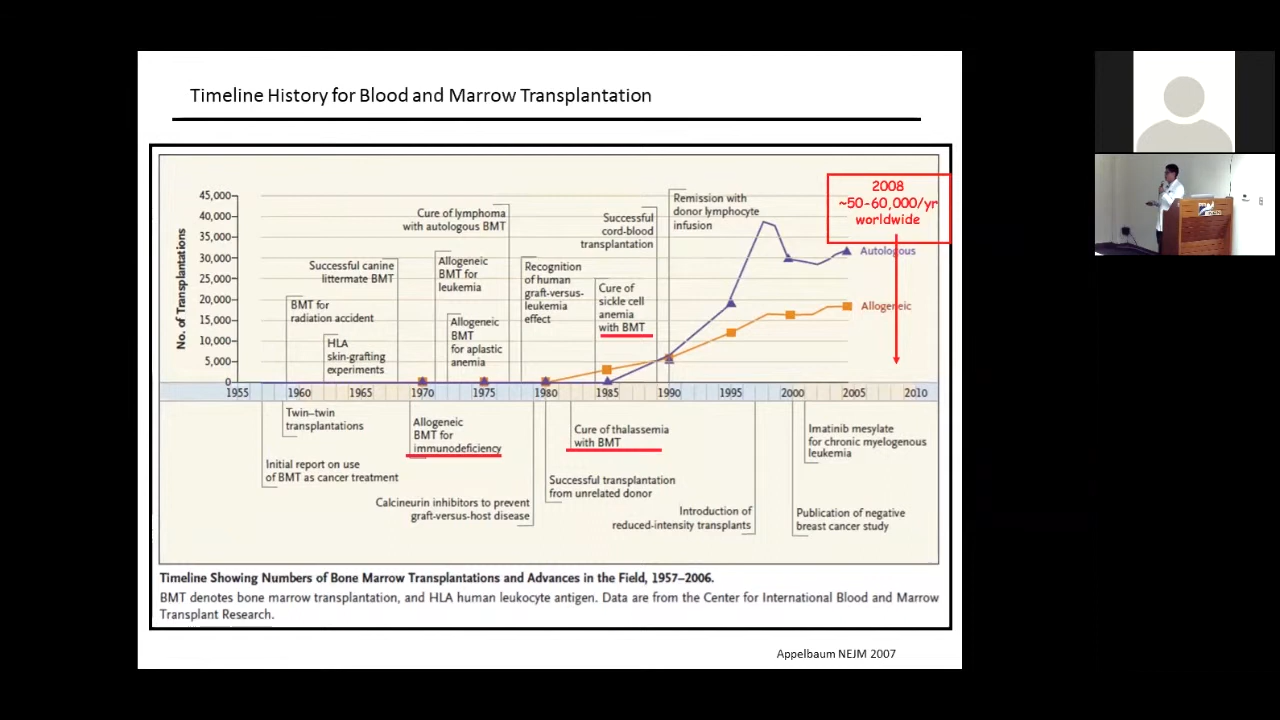 Timeline History for Blood and Marrow Transplantation
2008
~50-60,000/yr
worldwide
No. of Transplantations
45,000
40,000
35,000
30,000
25,000
20,000
15,000
10,000
5,000
0
BMT for
radiation accident
HLA
skin-grafting
experiments
Successful canine
littermate BMT
Cure of lymphoma
with autologous BMT
Allogeneic
BMT for
leukemia
Allogeneic
BMT
for aplastic
anemia
Recognition
of human
graft-versus-
leukemia
effect
Successful
cord-blood
transplantation
Cure of
sickle cell
anemia
with BMT
Remission with
donor lymphocyte
infusion
Autologous
Allogeneic
1955 1960 1965 1970 1975 1980 1985 1990 1995 2000 2005 2010
Twin–twin
transplantations
Initial report on use
of BMT as cancer treatment
Allogeneic
BMT for
immunodeficiency
Calcineurin inhibitors to prevent
graft-versus-host disease
Cure of thalassemia
with BMT
Successful transplantation
from unrelated donor
Introduction of
reduced-intensity transplants
Imatinib mesylate
for chronic myelogenous
leukemia
Publication of negative
breast cancer study
Timeline Showing Numbers of Bone Marrow Transplantations and Advances in the Field, 1957–2006.
BMT denotes bone marrow transplantation, and HLA human leukocyte antigen. Data are from the Center for International Blood and Marrow
Transplant Research.
Appelbaum NEJM 2007